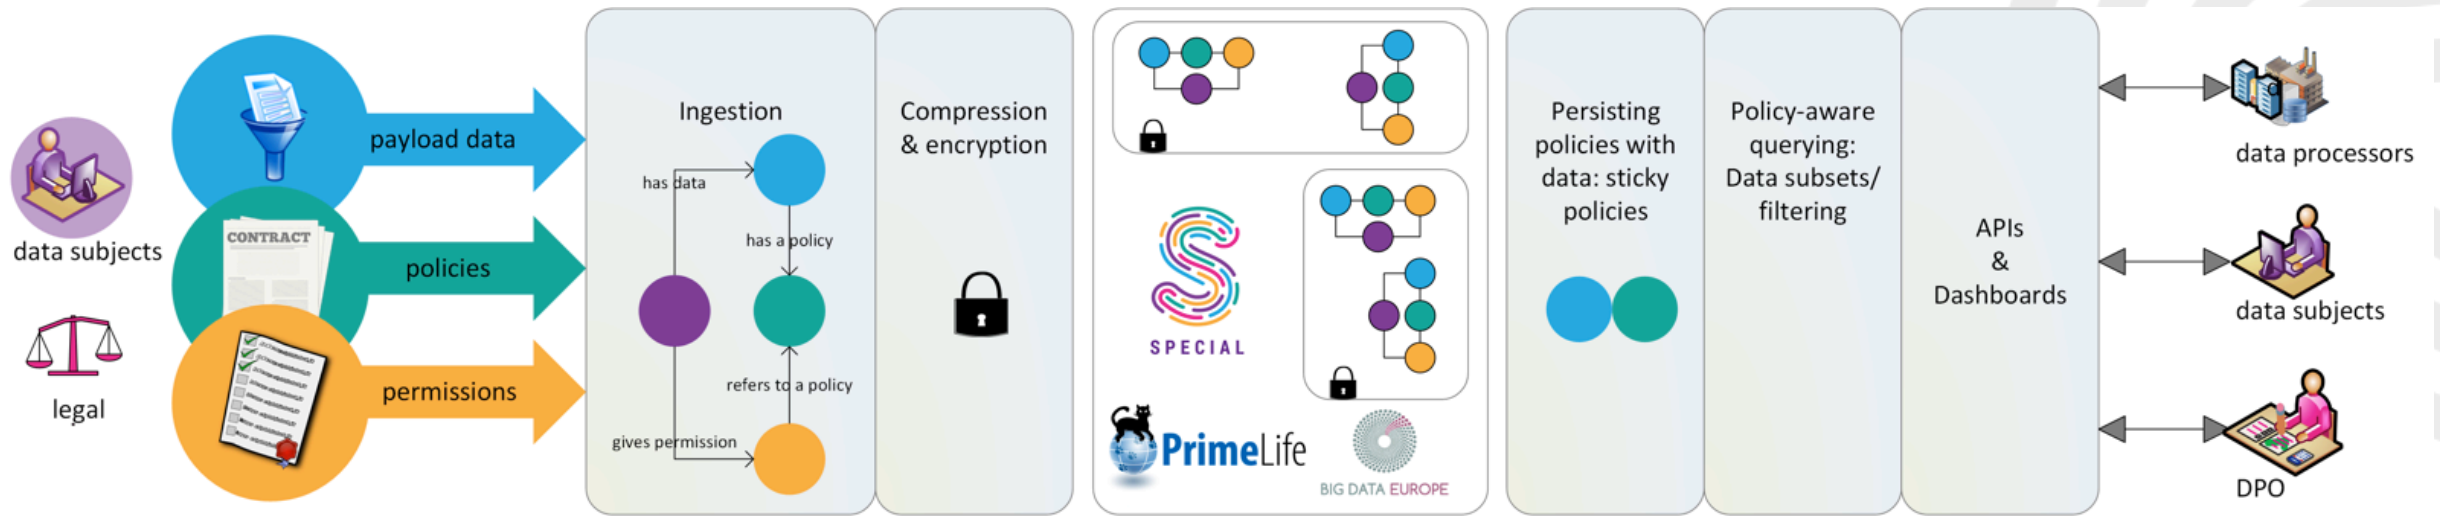 data subjects
legal
payload data
CONTRACT
policies
permissions
Ingestion
has data
has a policy
refers to a policy
gives permission
Compression
& encryption
SPECIAL
PrimeLife
BIG DATA EUROPE
Persisting
policies with
data: sticky
policies
Policy-aware
querying:
Data subsets/
filtering
APIs
&
Dashboards
data processors
data subjects
DPO